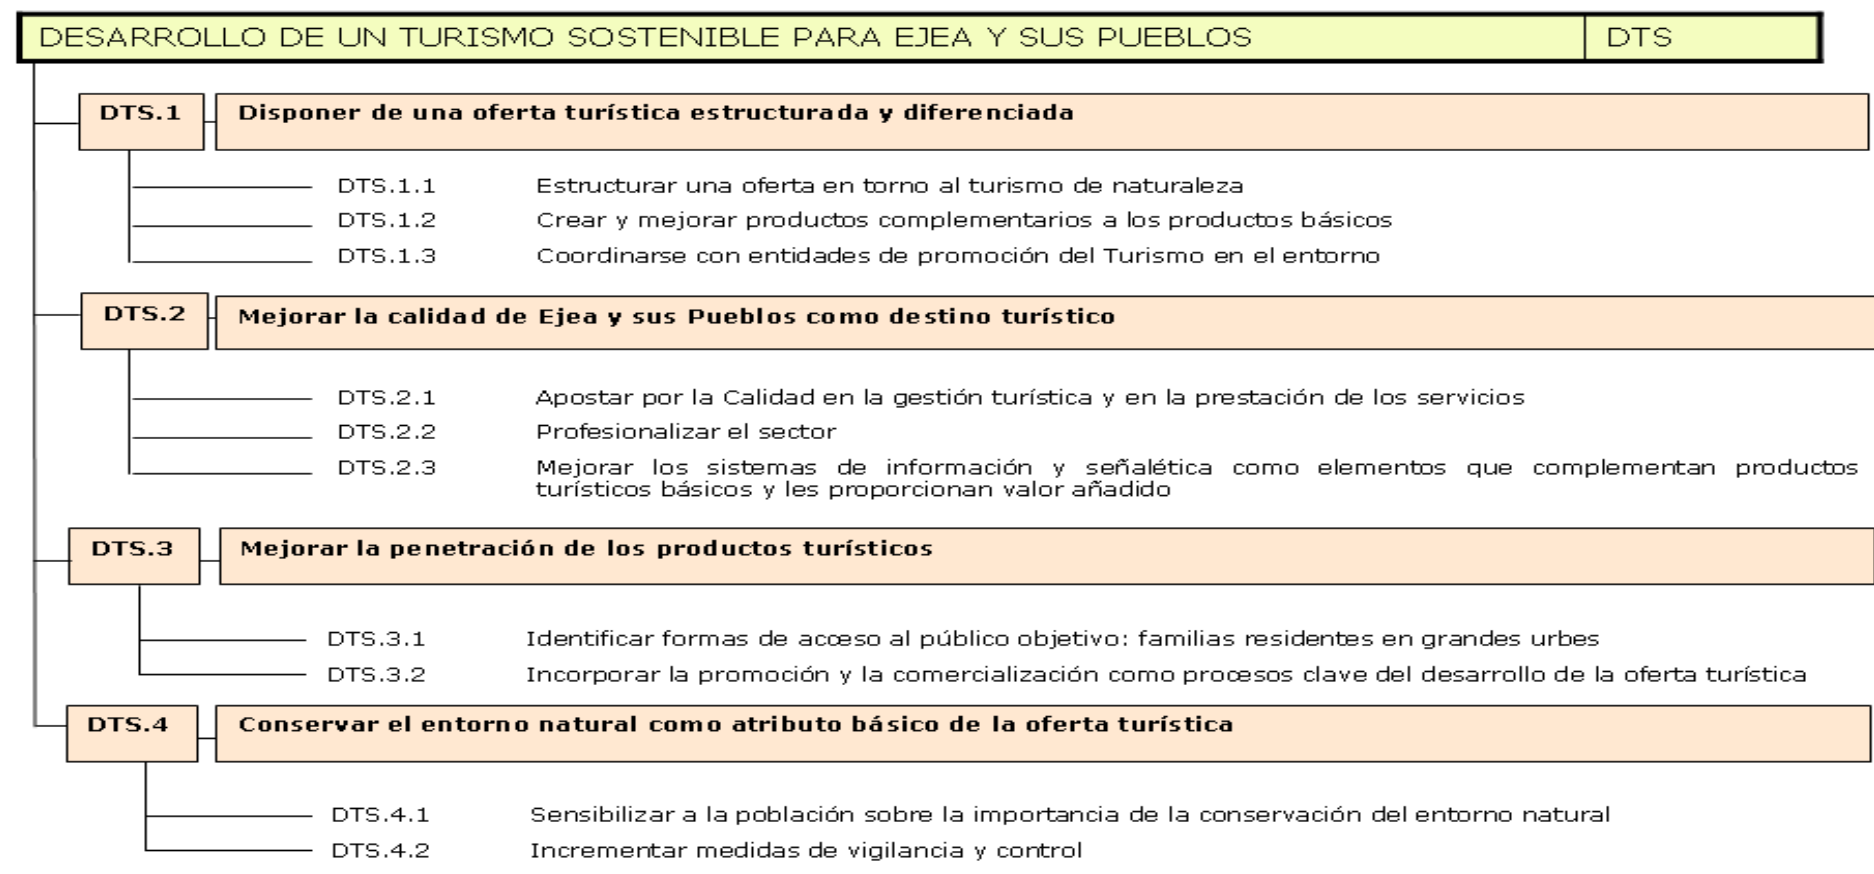 DESARROLLO DE UN TURISMO SOSTENIBLE PARA EJEA Y SUS PUEBLOS DTS
DTS.1 Disponer de una oferta turística estructurada y diferenciada
DTS.1.1 Estructurar una oferta en torno al turismo de naturaleza
DTS.1.2 Crear y mejorar productos complementarios a los productos básicos
DTS.1.3 Coordinarse con entidades de promoción del Turismo en el entorno
DTS.2 Mejorar la calidad de Ejea y sus Pueblos como destino turístico
DTS.2.1 Apostar por la Calidad en la gestión turística y en la prestación de los servicios
DTS.2.2 Profesionalizar el sector
DTS.2.3 Mejorar los sistemas de información y señalética como elementos que complementan productos
turísticos básicos y les proporcionan valor añadido
DTS.3 Mejorar la penetración de los productos turísticos
DTS.3.1 Identificar formas de acceso al público objetivo: familias residentes en grandes urbes
DTS.3.2 Incorporar la promoción y la comercialización como procesos clave del desarrollo de la oferta turística
DTS.4 Conservar el entorno natural como atributo básico de la oferta turística
DTS.4.1 Sensibilizar a la población sobre la importancia de la conservación del entorno natural
DTS.4.2 Incrementar medidas de vigilancia y control